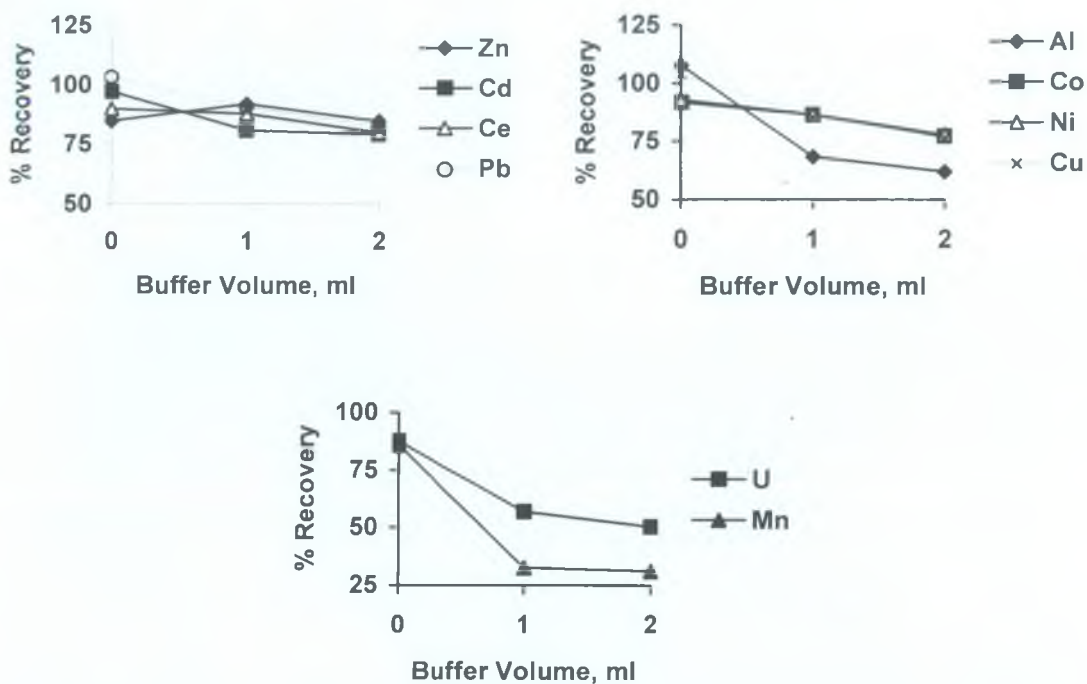 125
100
75
50
% Recovery
0 1 2
Buffer Volume, ml
Zn
Cd
Ce
Pb
125
100
75
50
% Recovery
0 1 2
Buffer Volume, ml
Al
Co
Ni
Cu
100
75
50
25
% Recovery
0 1 2
Buffer Volume, ml
U
Mn